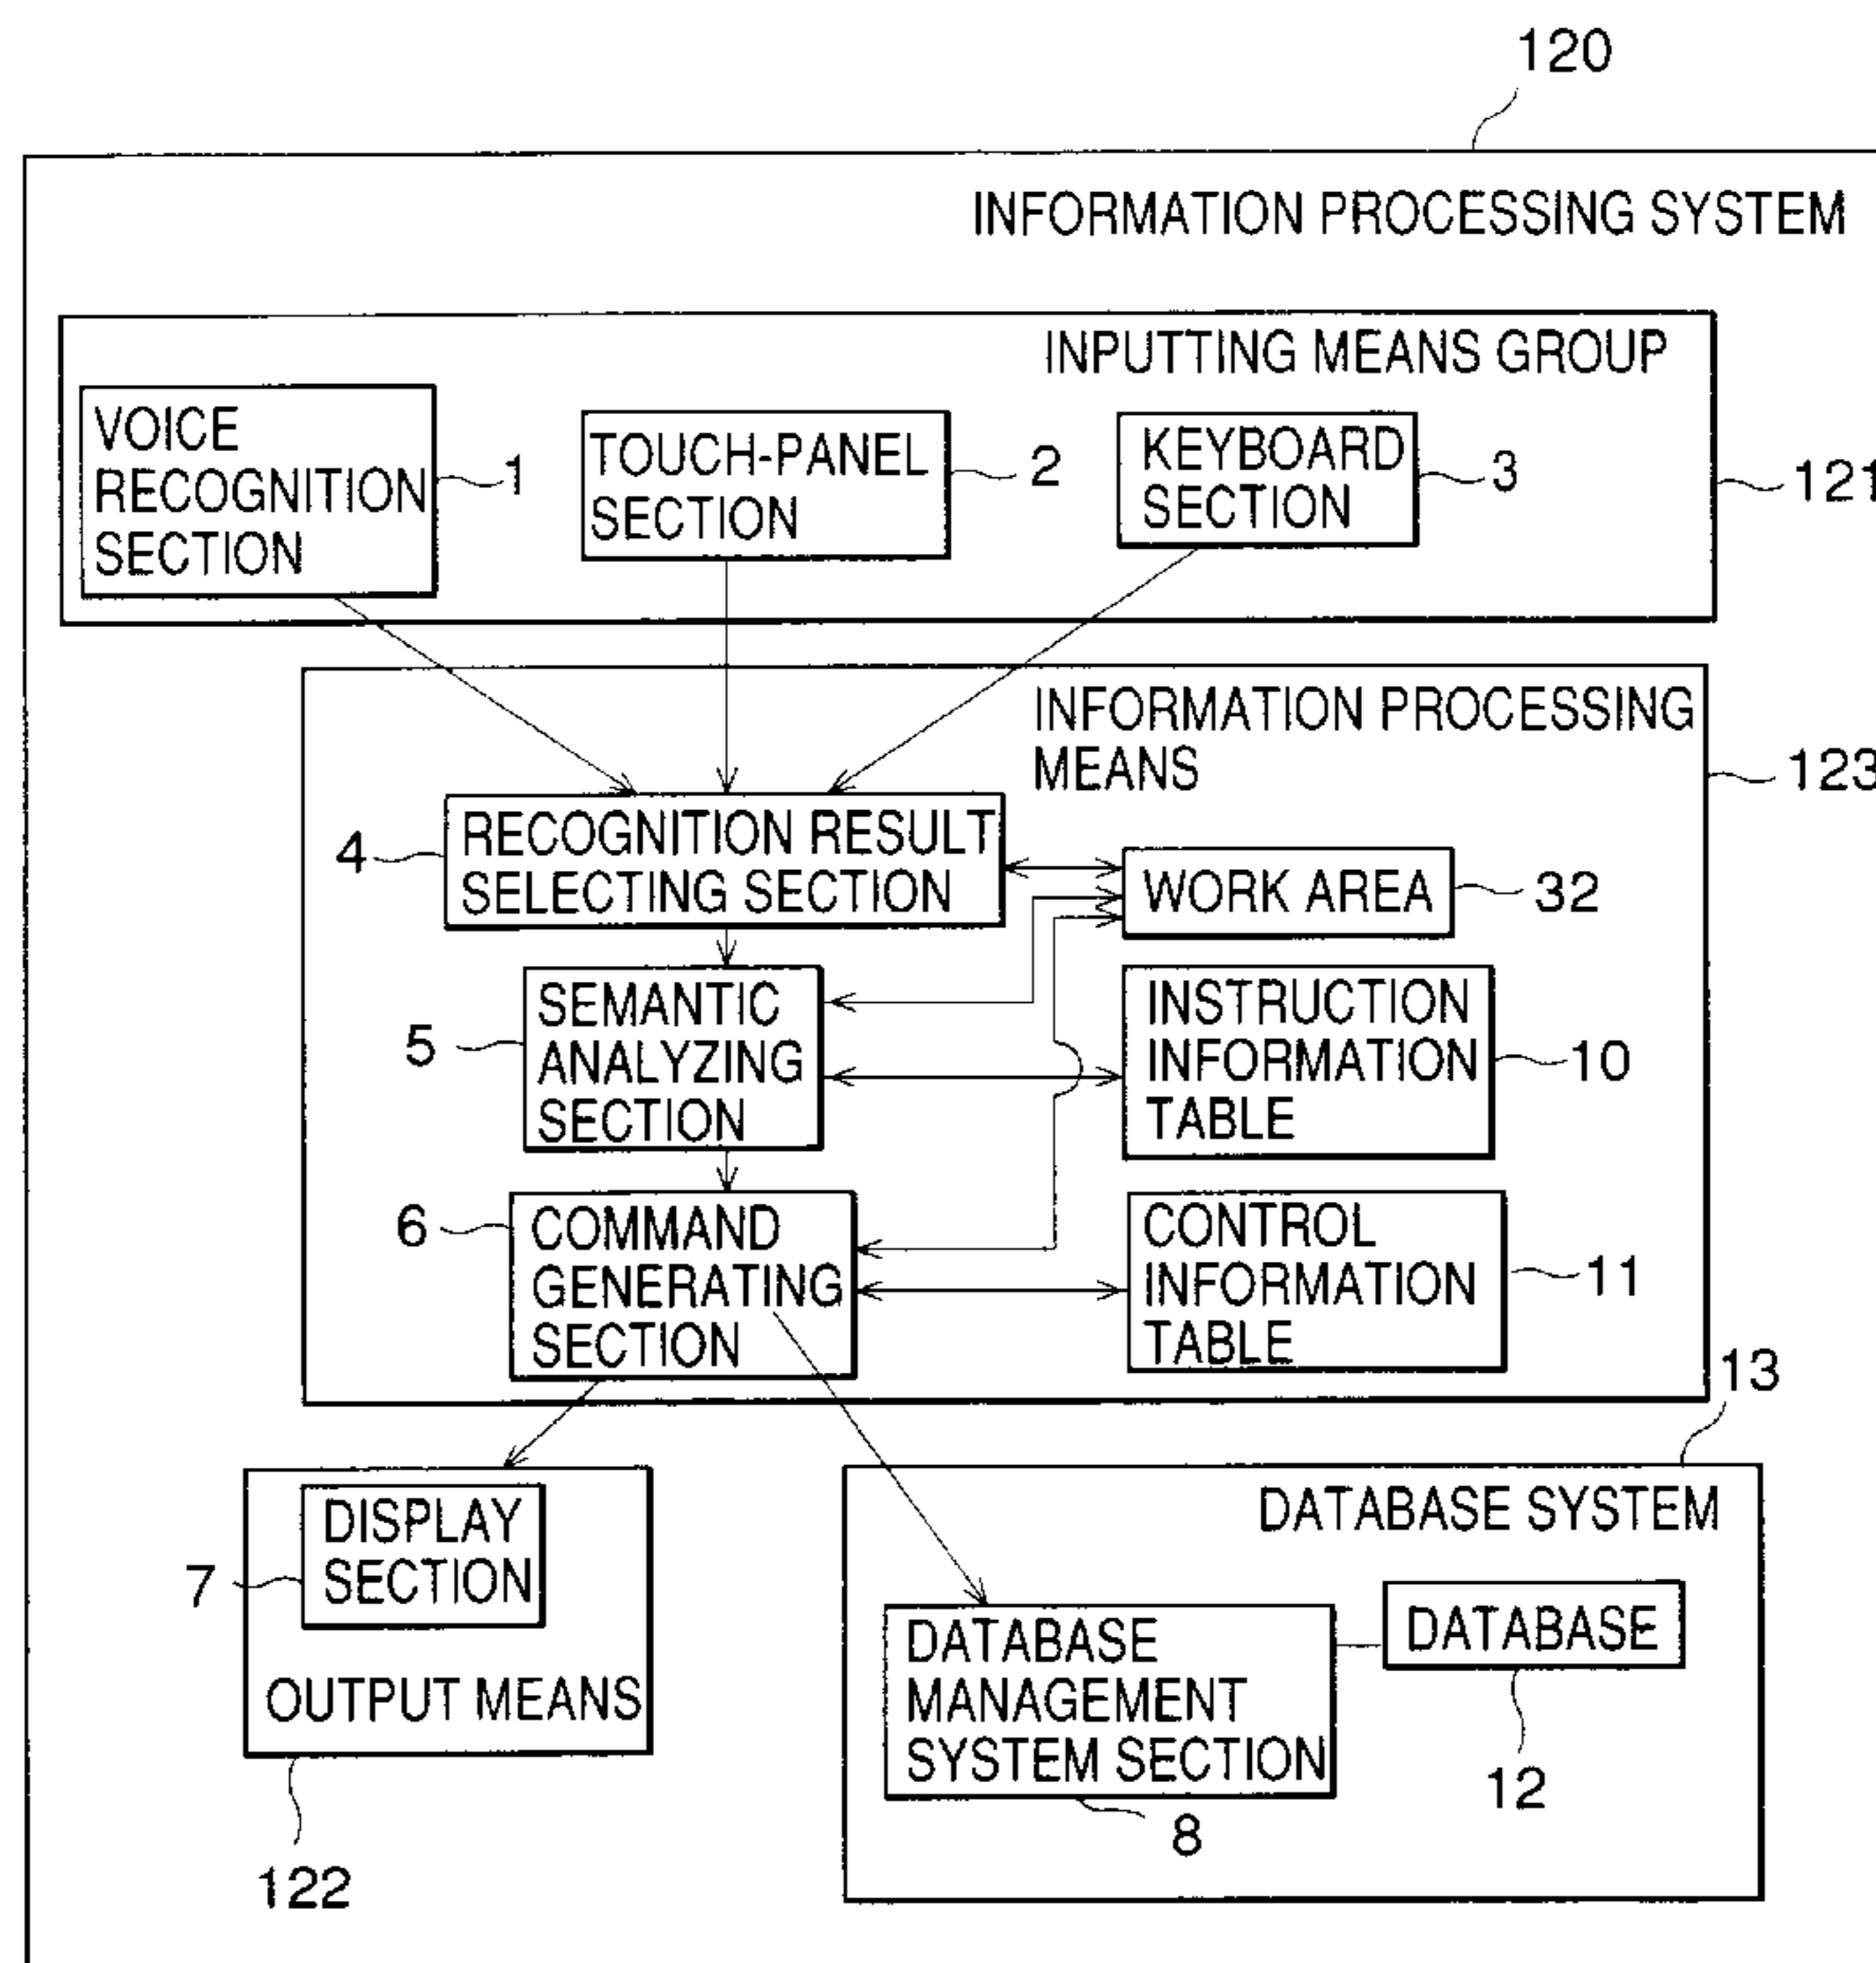 120
INFORMATION PROCESSING SYSTEM
INPUTTING MEANS GROUP
VOICE
RECOGNITION
SECTION
1
TOUCH-PANEL
SECTION
2
KEYBOARD
SECTION
3
121
INFORMATION PROCESSING
MEANS
123
4
RECOGNITION RESULT
SELECTING SECTION
WORK AREA
32
5
SEMANTIC
ANALYZING
SECTION
INSTRUCTION
INFORMATION
TABLE
10
6
COMMAND
GENERATING
SECTION
CONTROL
INFORMATION
TABLE
11
13
7
DISPLAY
SECTION
OUTPUT MEANS
122
DATABASE SYSTEM
DATABASE
MANAGEMENT
SYSTEM SECTION
8
DATABASE
12